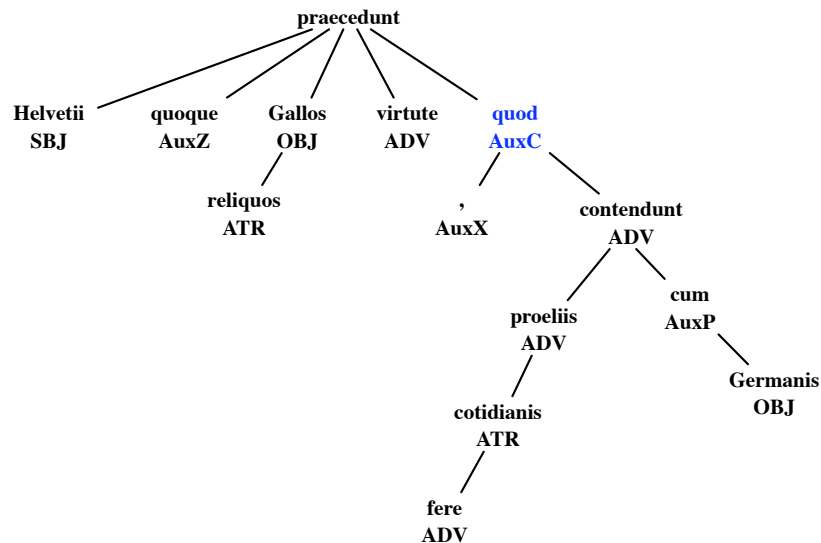 praecedunt
Helvetii quoque Gallos virtute quod
SBJ AuxZ OBJ ADV AuxC
reliquos , contendunt
ATR AuxX ADV
proeliis cum
ADV AuxP
cotidianis Germanis
ATR OBJ
fere
ADV